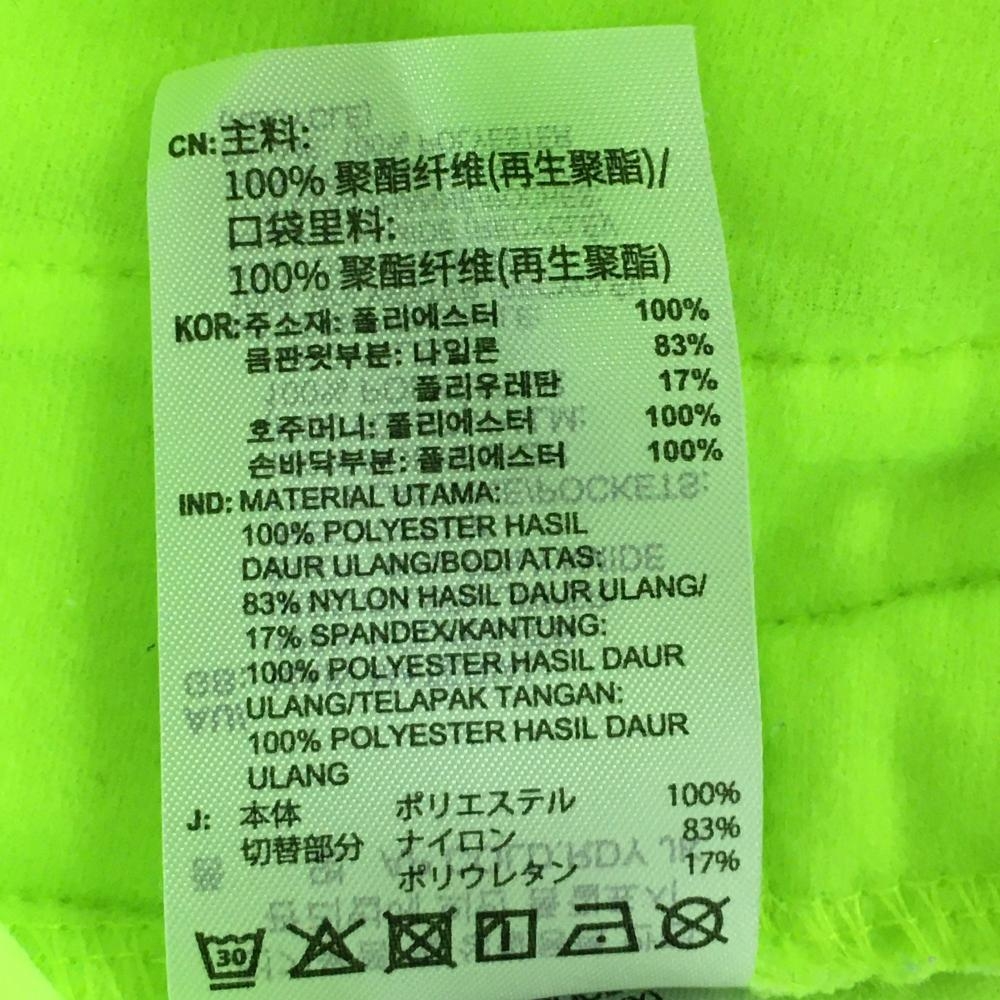 CN: 主料:
100% 聚酯纤维(再生聚酯)/
口袋里料:
100% 聚酯纤维(再生聚酯)
KOR: 주소재: 폴리에스터 100%
몸판윗부분: 나일론 83%
폴리우레탄 17%
호주머니: 폴리에스터 100%
손바닥부분: 폴리에스터 100%
IND: MATERIAL UTAMA:
100% POLYESTER HASIL
DAUR ULANG/BODI ATAS:
83% NYLON HASIL DAUR ULANG/
17% SPANDEX/KANTUNG:
100% POLYESTER HASIL DAUR
ULANG/TELAPAK TANGAN:
100% POLYESTER HASIL DAUR
ULANG
J: 本体 ポリエステル 100%
切替部分 ナイロン 83%
ポリウレタン 17%
30